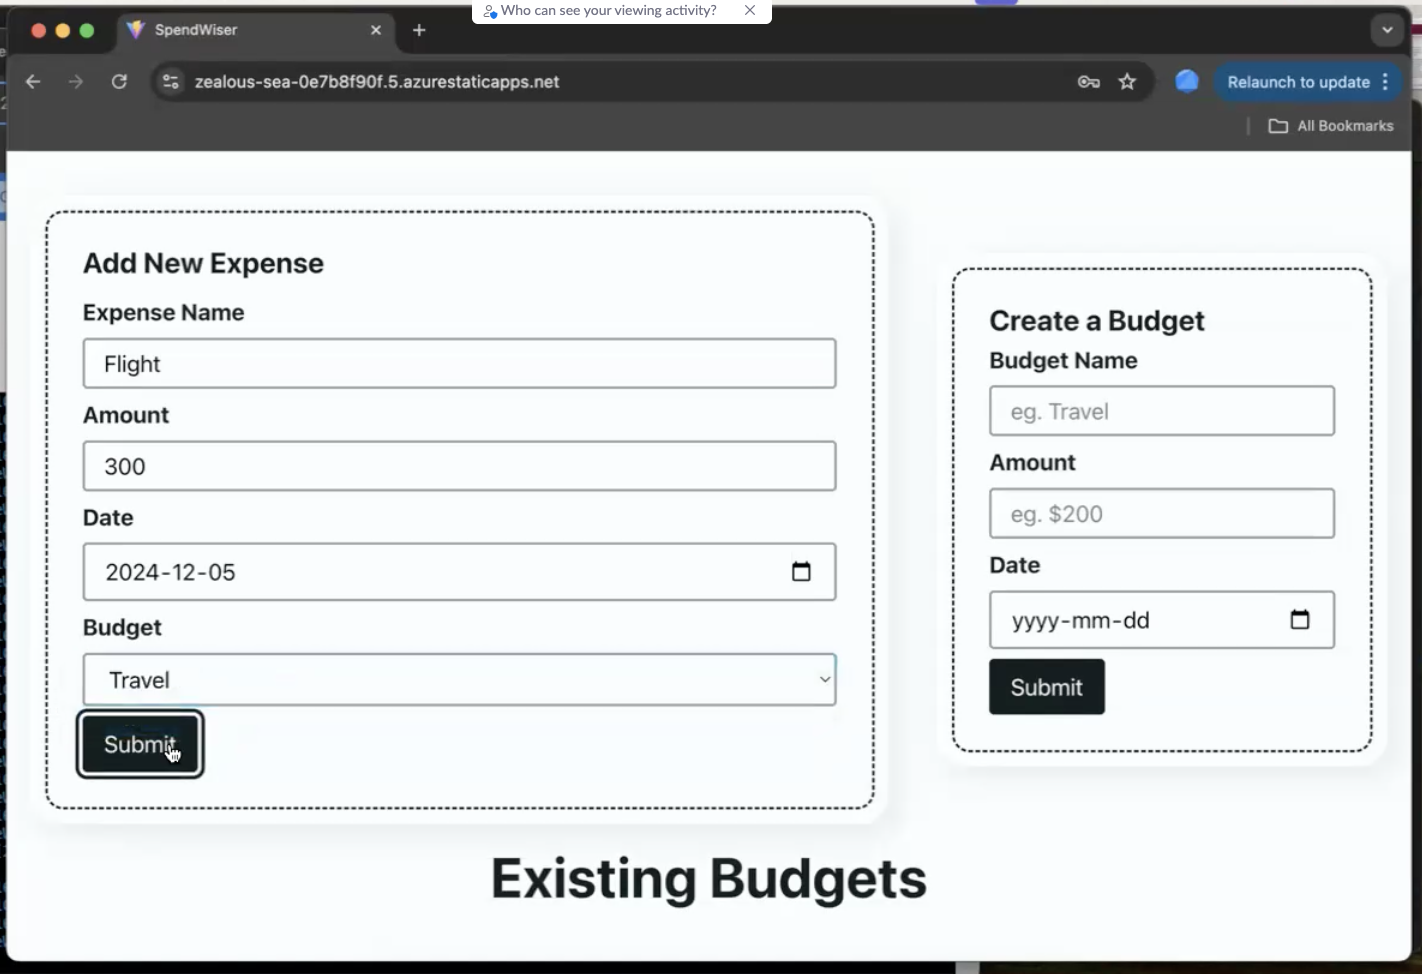 Who can see your viewing activity?
SpendWiser
zealous-sea-0e7b8f90f.5.azurestaticapps.net
Relaunch to update
All Bookmarks
Add New Expense
Expense Name
Flight
Amount
300
Date
2024-12-05
Budget
Travel
Submit
Create a Budget
Budget Name
eg. Travel
Amount
eg. $200
Date
yyyy-mm-dd
Submit
Existing Budgets